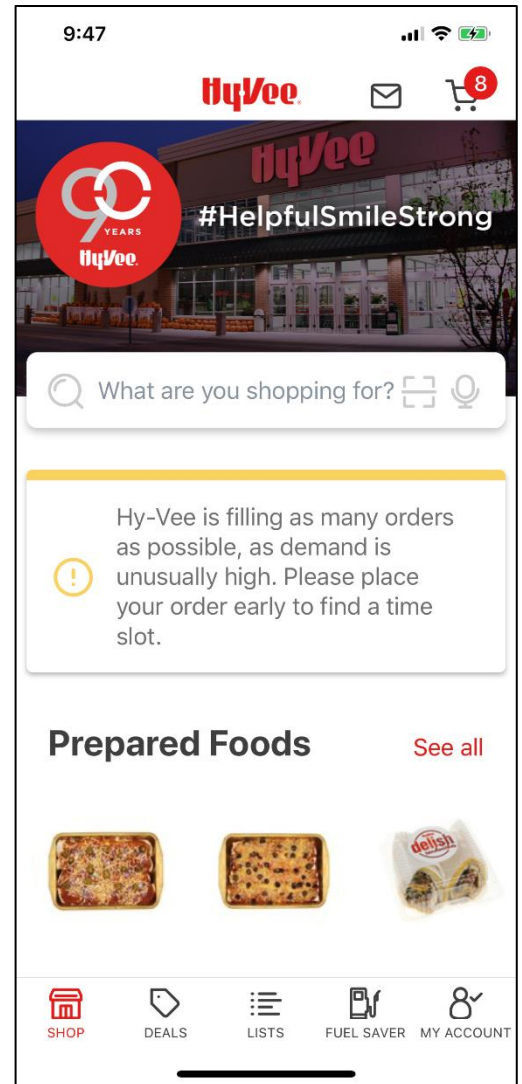 9:47
HyVee.
8
HyVee
90
YEARS
HyVee.
#HelpfulSmileStrong
What are you shopping for?
Hy-Vee is filling as many orders
as possible, as demand is
unusually high. Please place
your order early to find a time
slot.
Prepared Foods
See all
delish
SHOP
DEALS
LISTS
FUEL SAVER
MY ACCOUNT